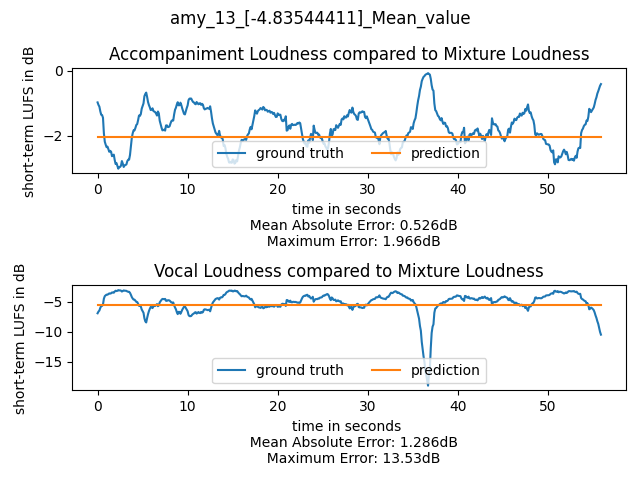 amy_13_[-4.83544411]_Mean_value
Accompaniment Loudness compared to Mixture Loudness
short-term LUFS in dB
0
−2
ground truth
prediction
0 10 20 30 40 50
time in seconds
Mean Absolute Error: 0.526dB
Maximum Error: 1.966dB
Vocal Loudness compared to Mixture Loudness
short-term LUFS in dB
−5
−10
−15
ground truth
prediction
0 10 20 30 40 50
time in seconds
Mean Absolute Error: 1.286dB
Maximum Error: 13.53dB